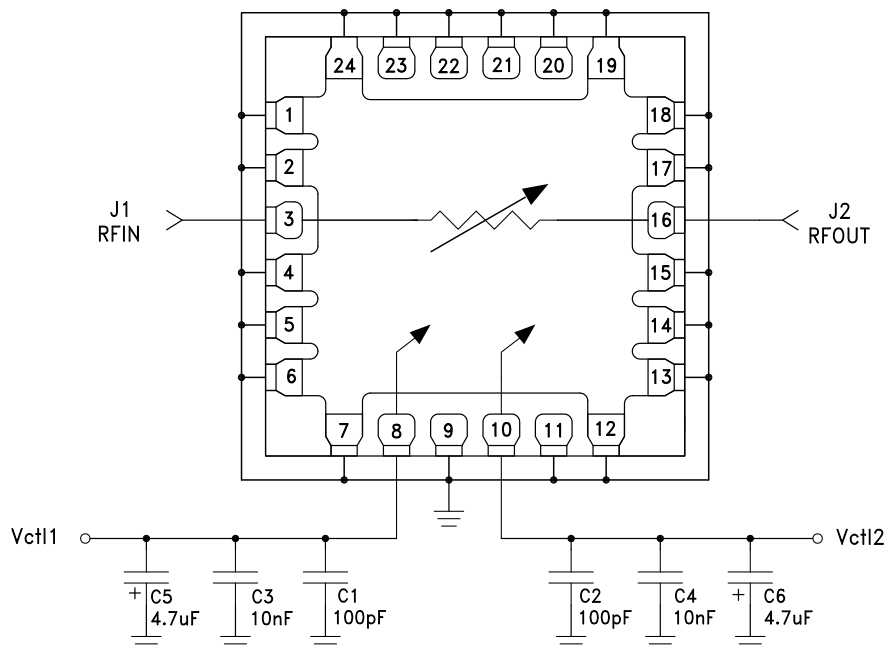 24 23 22 21 20 19
1 18
2 17
J1
RFIN
3 16
J2
RFOUT
4 15
5 14
6 13
7 8 9 10 11 12
Vctl1 Vctl2
+ C5
4.7uF
C3
10nF
C1
100pF
C2
100pF
C4
10nF
+ C6
4.7uF